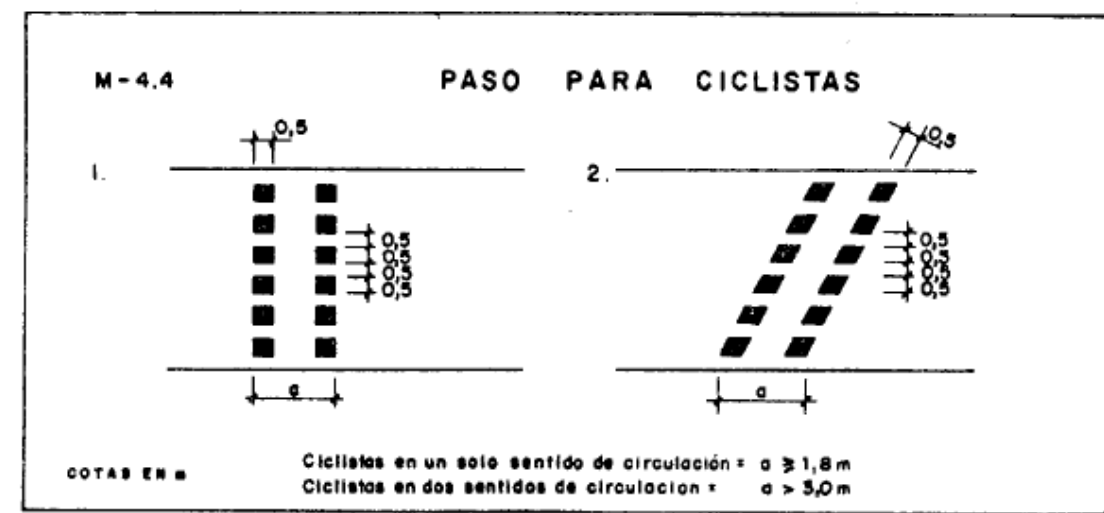 M-4.4 PASO PARA CICLISTAS
0,5 0,5
1. 2.
0,5 0,5
0,5 0,5
0,5 0,5
0,5 0,5
a a
COTAS EN m
Ciclistas en un solo sentido de circulación = a ⩾ 1,8 m
Ciclistas en dos sentidos de circulacion = a > 3,0 m